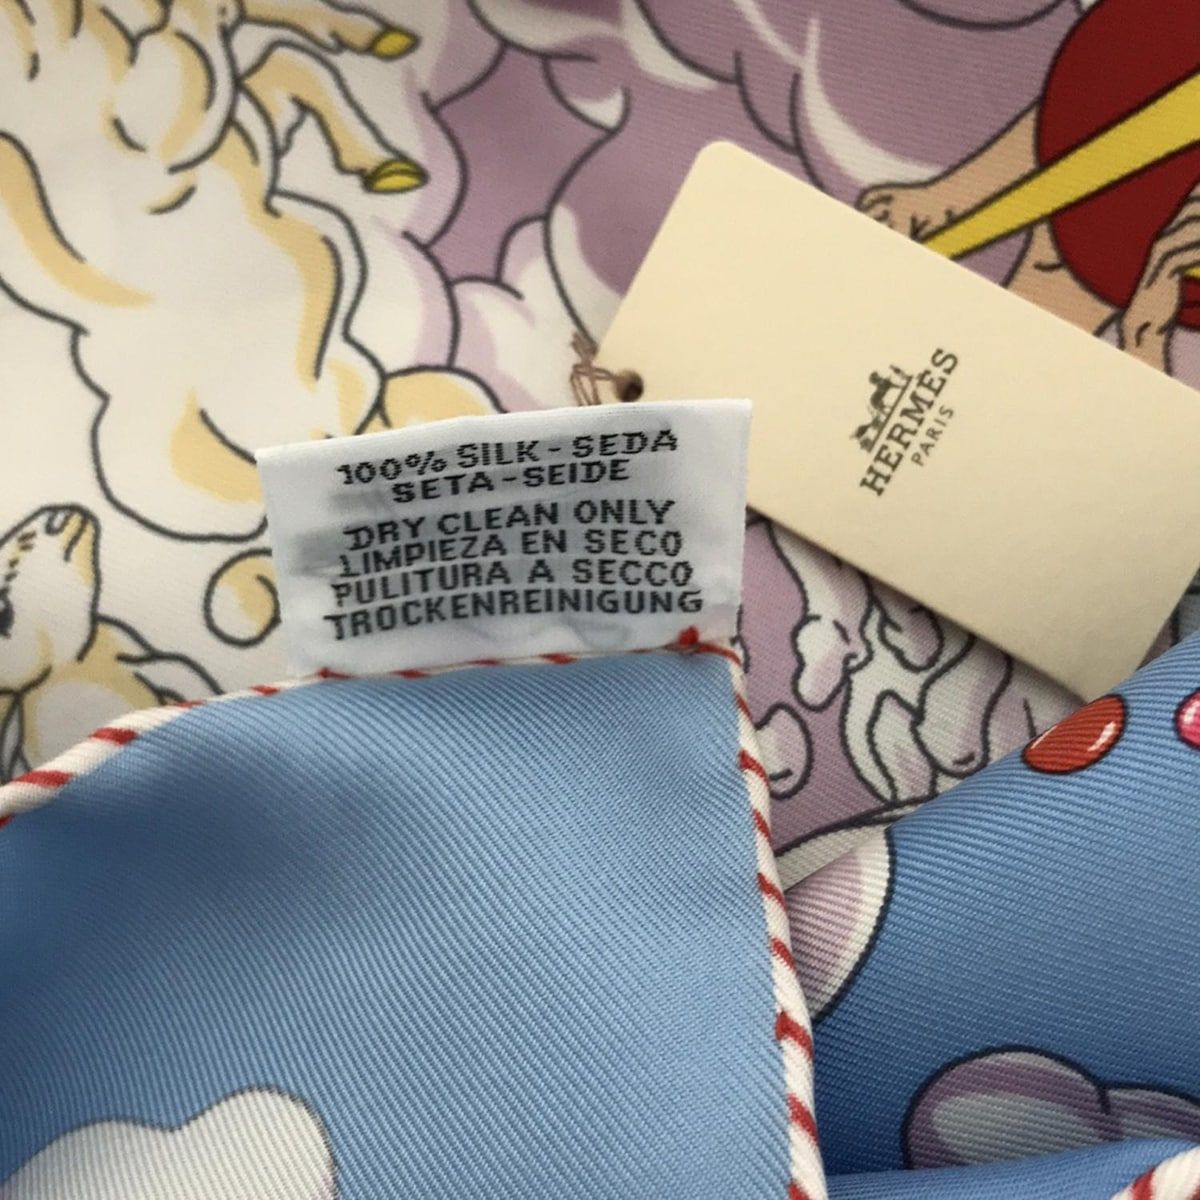 100% SILK - SEDA
SETA - SEIDE
DRY CLEAN ONLY
LIMPIEZA EN SECO
PULITURA A SECCO
TROCKENREINIGUNG
HERMÈS
PARIS